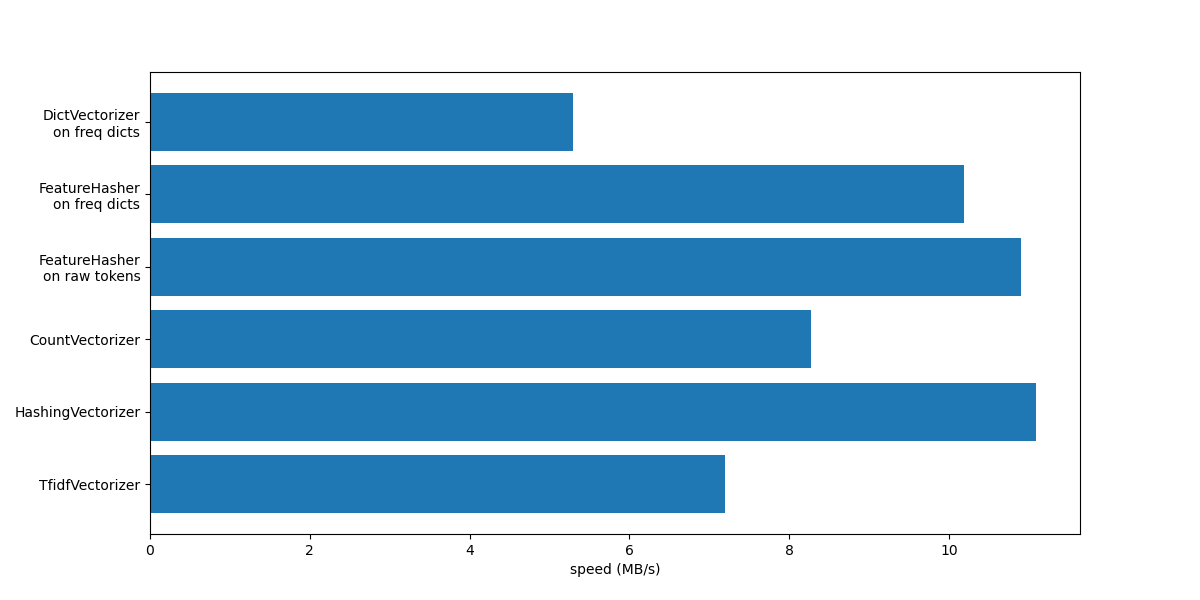 DictVectorizer
on freq dicts
FeatureHasher
on freq dicts
FeatureHasher
on raw tokens
CountVectorizer
HashingVectorizer
TfidfVectorizer
0 2 4 6 8 10
speed (MB/s)